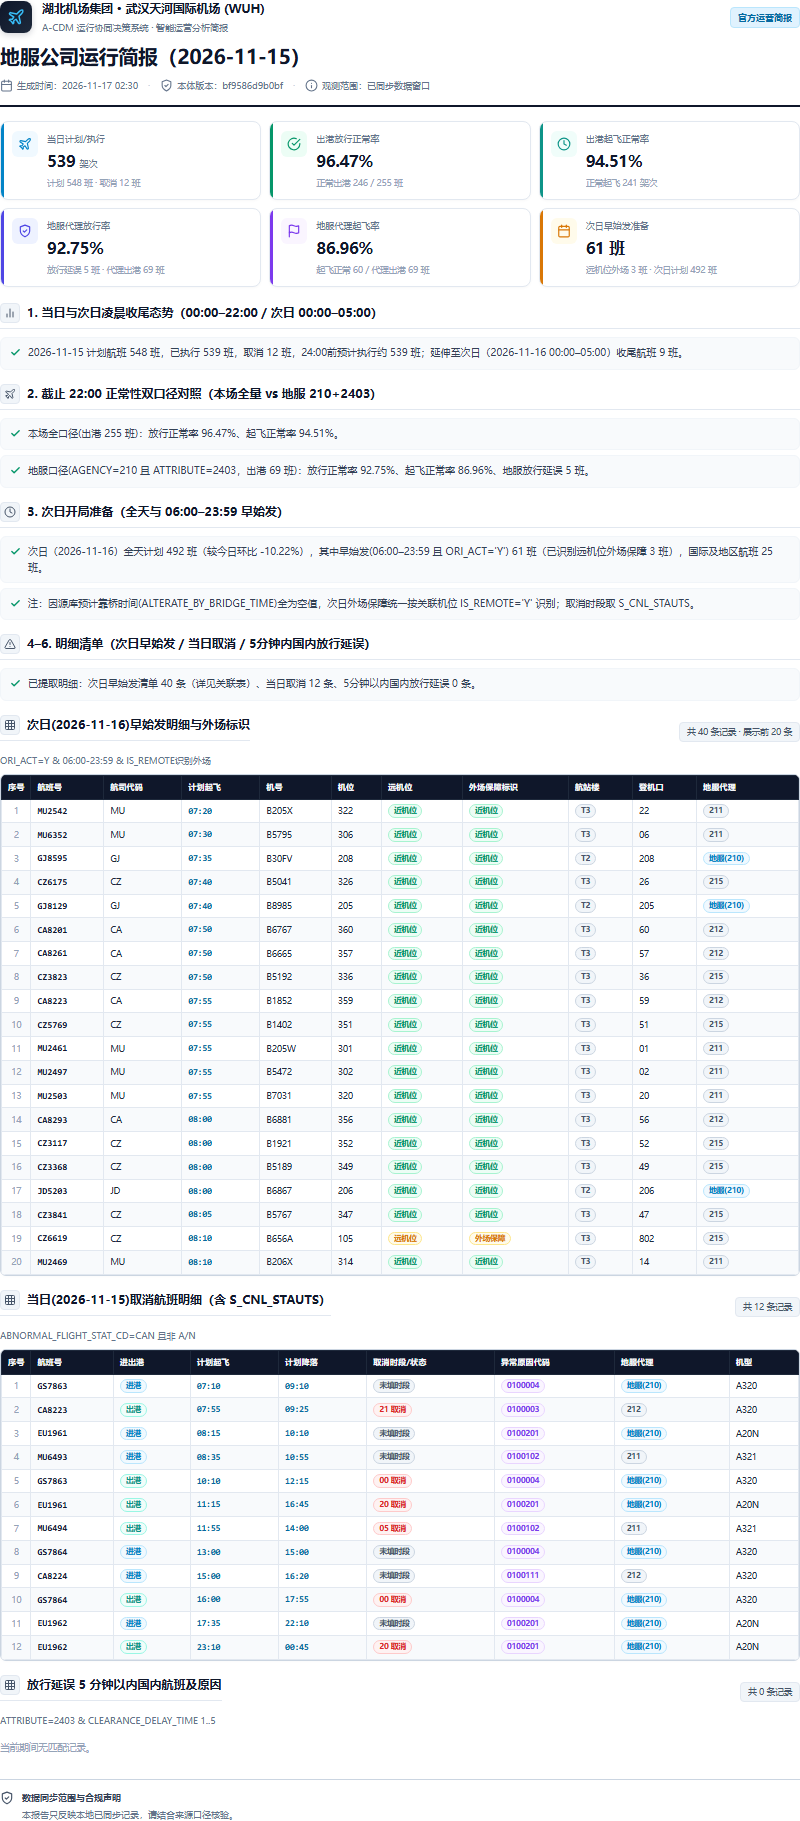 湖北机场集团 · 武汉天河国际机场 (WUH)
A-CDM 运行协同决策系统 · 智能运营分析简报
官方运营简报
地服公司运行简报（2026-11-15）
生成时间：2026-11-17 02:30 · 本体版本：bf9586d9b0bf · 观测范围：已同步数据窗口
当日计划/执行
539 架次
计划 548 班 · 取消 12 班
出港放行正常率
96.47%
正常出港 246 / 255 班
出港起飞正常率
94.51%
正常起飞 241 架次
地服代理放行率
92.75%
放行延误 5 班 · 代理出港 69 班
地服代理起飞率
86.96%
起飞正常 60 / 代理出港 69 班
次日早始发准备
61 班
远机位外场 3 班 · 次日计划 492 班
1. 当日与次日凌晨收尾态势（00:00–22:00 / 次日 00:00–05:00）
2026-11-15 计划航班 548 班，已执行 539 班，取消 12 班，24:00前预计执行约 539 班；延伸至次日（2026-11-16 00:00–05:00）收尾航班 9 班。
2. 截止 22:00 正常性双口径对照（本场全量 vs 地服 210+2403）
本场全口径(出港 255 班)：放行正常率 96.47%、起飞正常率 94.51%。
地服口径(AGENCY=210 且 ATTRIBUTE=2403，出港 69 班)：放行正常率 92.75%、起飞正常率 86.96%、地服放行延误 5 班。
3. 次日开局准备（全天与 06:00–23:59 早始发）
次日（2026-11-16）全天计划 492 班（较今日环比 -10.22%），其中早始发(06:00–23:59 且 ORI_ACT='Y') 61 班（已识别远机位外场保障 3 班），国际及地区航班 25
班。
注：因源库预计靠桥时间(ALTERATE_BY_BRIDGE_TIME)全为空值，次日外场保障统一按关联机位 IS_REMOTE='Y' 识别；取消时段取 S_CNL_STAUTS。
4–6. 明细清单（次日早始发 / 当日取消 / 5分钟内国内放行延误）
已提取明细：次日早始发清单 40 条（详见关联表）、当日取消 12 条、5分钟以内国内放行延误 0 条。
次日(2026-11-16)早始发明细与外场标识
共 40 条记录 · 展示前 20 条
ORI_ACT=Y & 06:00-23:59 & IS_REMOTE识别外场
序号 航班号 航司代码 计划起飞 机号 机位 远机位 外场保障标识 航站楼 登机口 地服代理
1 MU2542 MU 07:20 B205X 322 近机位 近机位 T3 22 211
2 MU6352 MU 07:30 B5795 306 近机位 近机位 T3 06 211
3 GJ8595 GJ 07:35 B30FV 208 近机位 近机位 T2 208 地服(210)
4 CZ6175 CZ 07:40 B5041 326 近机位 近机位 T3 26 215
5 GJ8129 GJ 07:40 B8985 205 近机位 近机位 T2 205 地服(210)
6 CA8201 CA 07:50 B6767 360 近机位 近机位 T3 60 212
7 CA8261 CA 07:50 B6665 357 近机位 近机位 T3 57 212
8 CZ3823 CZ 07:50 B5192 336 近机位 近机位 T3 36 215
9 CA8223 CA 07:55 B1852 359 近机位 近机位 T3 59 212
10 CZ5769 CZ 07:55 B1402 351 近机位 近机位 T3 51 215
11 MU2461 MU 07:55 B205W 301 近机位 近机位 T3 01 211
12 MU2497 MU 07:55 B5472 302 近机位 近机位 T3 02 211
13 MU2503 MU 07:55 B7031 320 近机位 近机位 T3 20 211
14 CA8293 CA 08:00 B6881 356 近机位 近机位 T3 56 212
15 CZ3117 CZ 08:00 B1921 352 近机位 近机位 T3 52 215
16 CZ3368 CZ 08:00 B5189 349 近机位 近机位 T3 49 215
17 JD5203 JD 08:00 B6867 206 近机位 近机位 T2 206 地服(210)
18 CZ3841 CZ 08:05 B5767 347 近机位 近机位 T3 47 215
19 CZ6619 CZ 08:10 B656A 105 远机位 外场保障 T3 802 215
20 MU2469 MU 08:10 B206X 314 近机位 近机位 T3 14 211
当日(2026-11-15)取消航班明细（含 S_CNL_STAUTS）
共 12 条记录
ABNORMAL_FLIGHT_STAT_CD=CAN 且非 A/N
序号 航班号 进出港 计划起飞 计划降落 取消时段/状态 异常原因代码 地服代理 机型
1 GS7863 进港 07:10 09:10 未填时段 0100004 地服(210) A320
2 CA8223 出港 07:55 09:25 21 取消 0100003 212 A320
3 EU1961 进港 08:15 10:10 未填时段 0100201 地服(210) A20N
4 MU6493 进港 08:35 10:55 未填时段 0100102 211 A321
5 GS7863 出港 10:10 12:15 00 取消 0100004 地服(210) A320
6 EU1961 出港 11:15 16:45 20 取消 0100201 地服(210) A20N
7 MU6494 出港 11:55 14:00 05 取消 0100102 211 A321
8 GS7864 进港 13:00 15:00 未填时段 0100004 地服(210) A320
9 CA8224 进港 15:00 16:20 未填时段 0100111 212 A320
10 GS7864 出港 16:00 17:55 00 取消 0100004 地服(210) A320
11 EU1962 进港 17:35 22:10 未填时段 0100201 地服(210) A20N
12 EU1962 出港 23:10 00:45 20 取消 0100201 地服(210) A20N
放行延误 5 分钟以内国内航班及原因
共 0 条记录
ATTRIBUTE=2403 & CLEARANCE_DELAY_TIME 1..5
当前期间无匹配记录。
数据同步范围与合规声明
本报告只反映本地已同步记录，请结合来源口径核验。